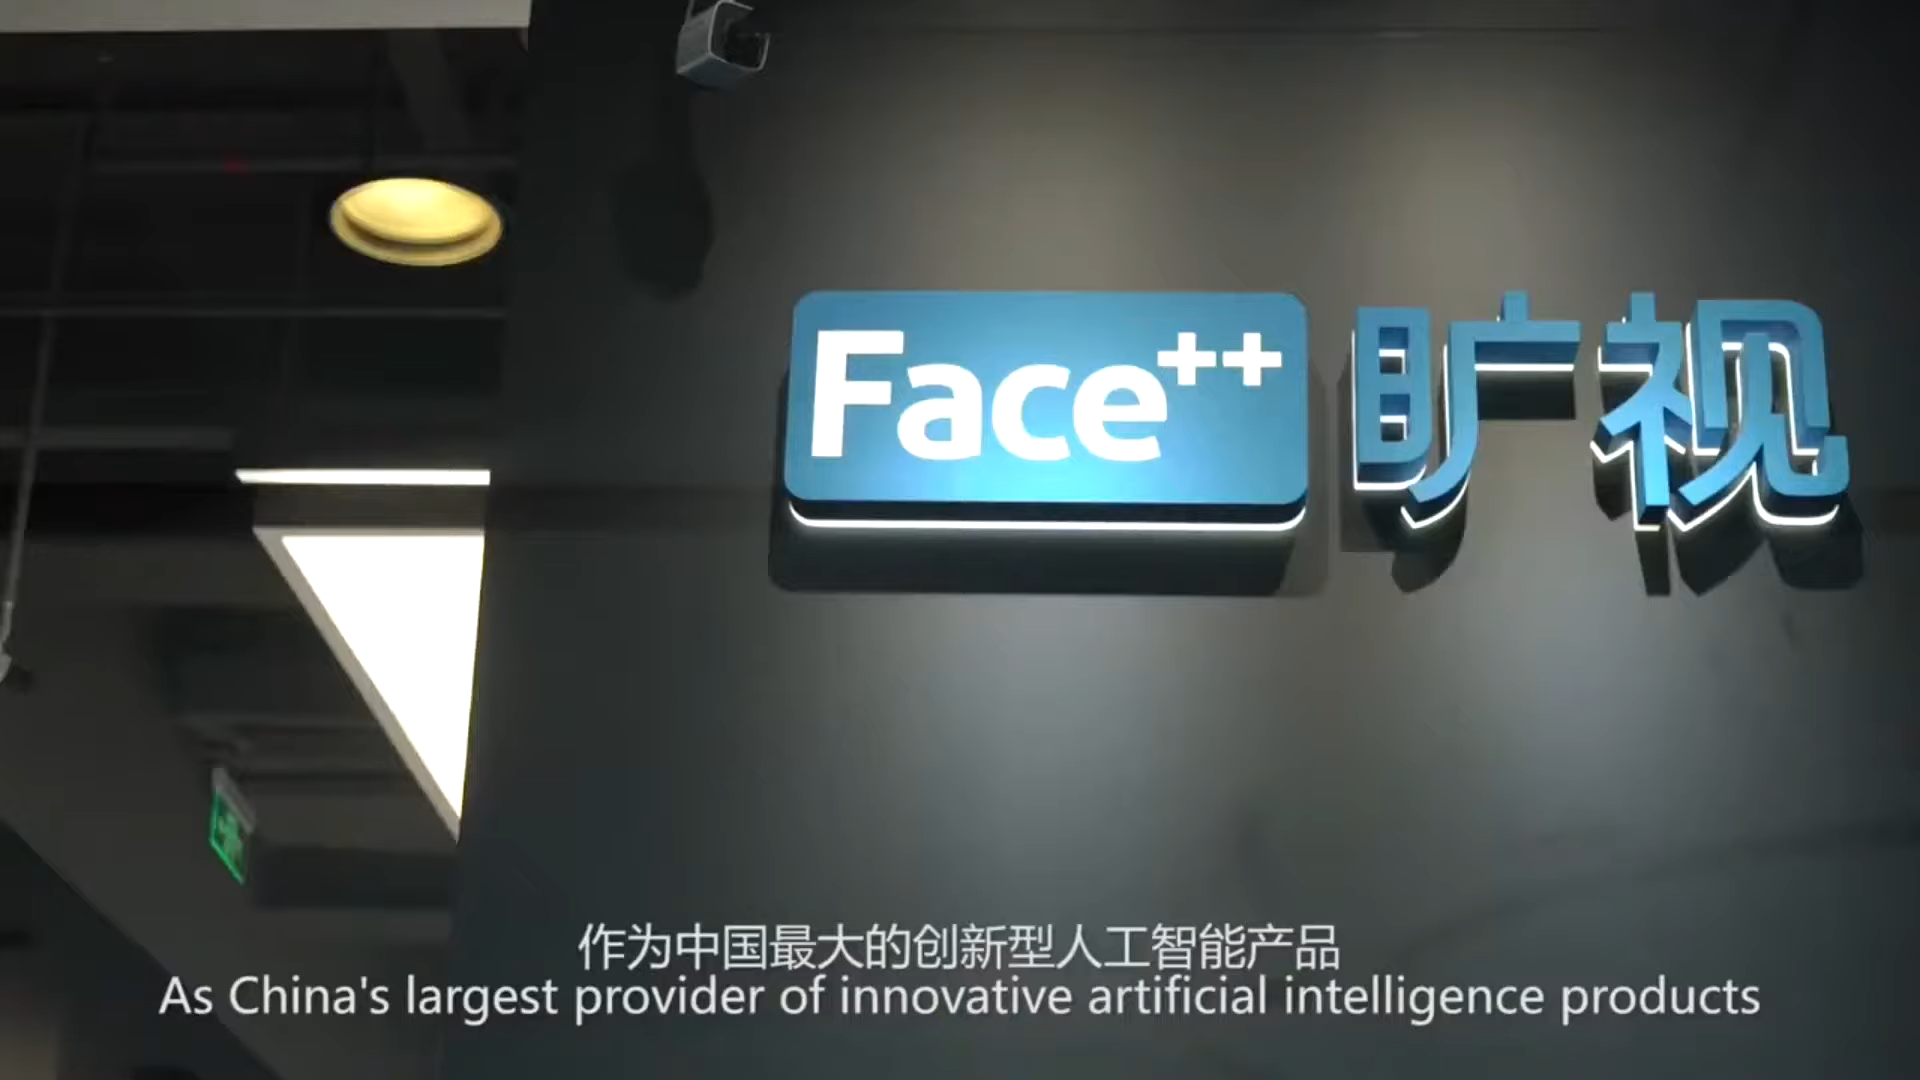 Face++ 旷视
作为中国最大的创新型人工智能产品
As China's largest provider of innovative artificial intelligence products